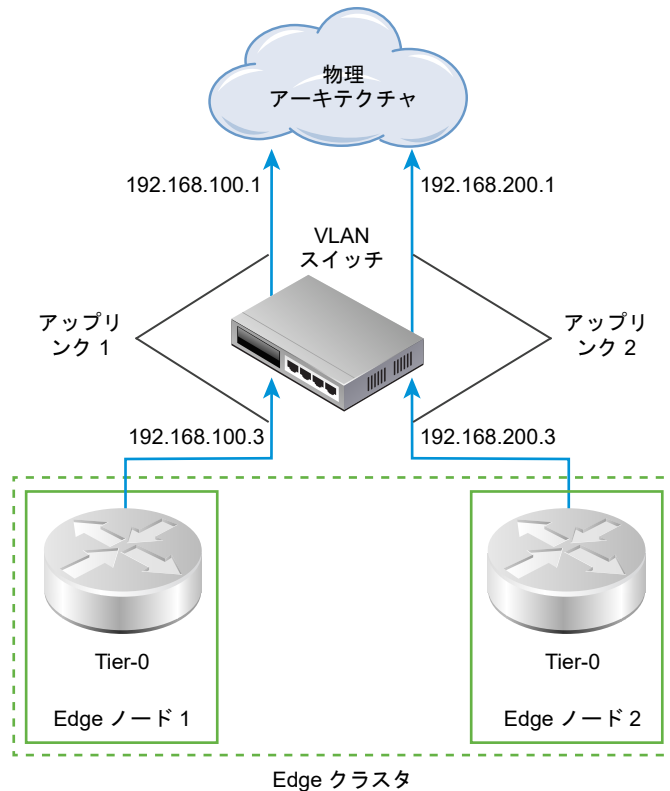 物理
アーキテクチャ
192.168.100.1
192.168.200.1
VLAN
スイッチ
アップリ
ンク 1
アップリ
ンク 2
192.168.100.3
192.168.200.3
Tier-0
Tier-0
Edge ノード 1
Edge ノード 2
Edge クラスタ